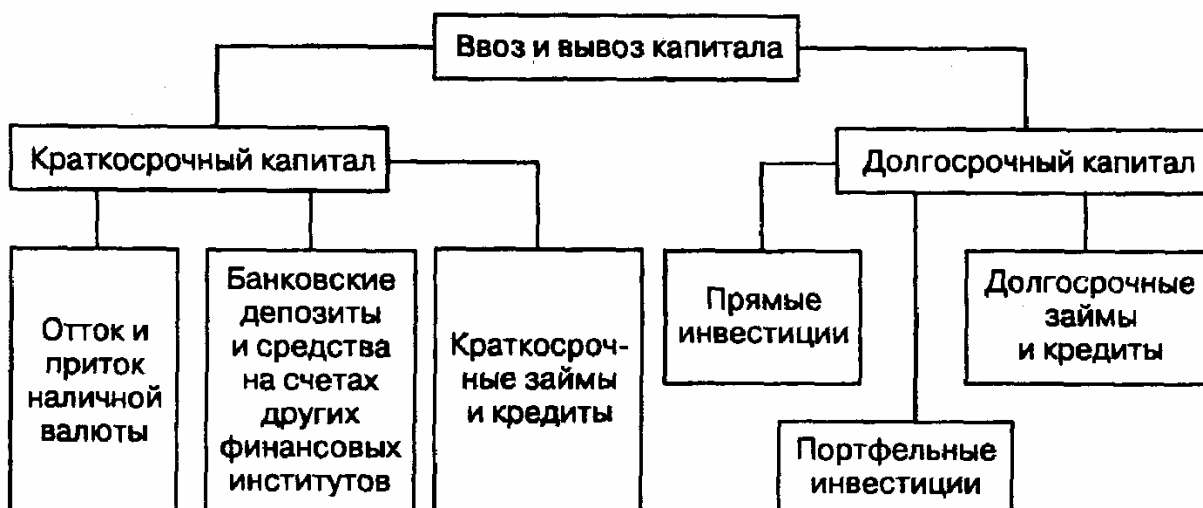 Ввоз и вывоз капитала
Краткосрочный капитал
Долгосрочный капитал
Отток и
приток
наличной
валюты
Банковские
депозиты
и средства
на счетах
других
финансовых
институтов
Краткосроч-
ные займы
и кредиты
Прямые
инвестиции
Портфельные
инвестиции
Долгосрочные
займы
и кредиты